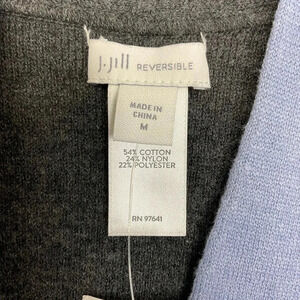 J.Jill REVERSIBLE
MADE IN
CHINA
M
54% COTTON
24% NYLON
22% POLYESTER
RN 97641